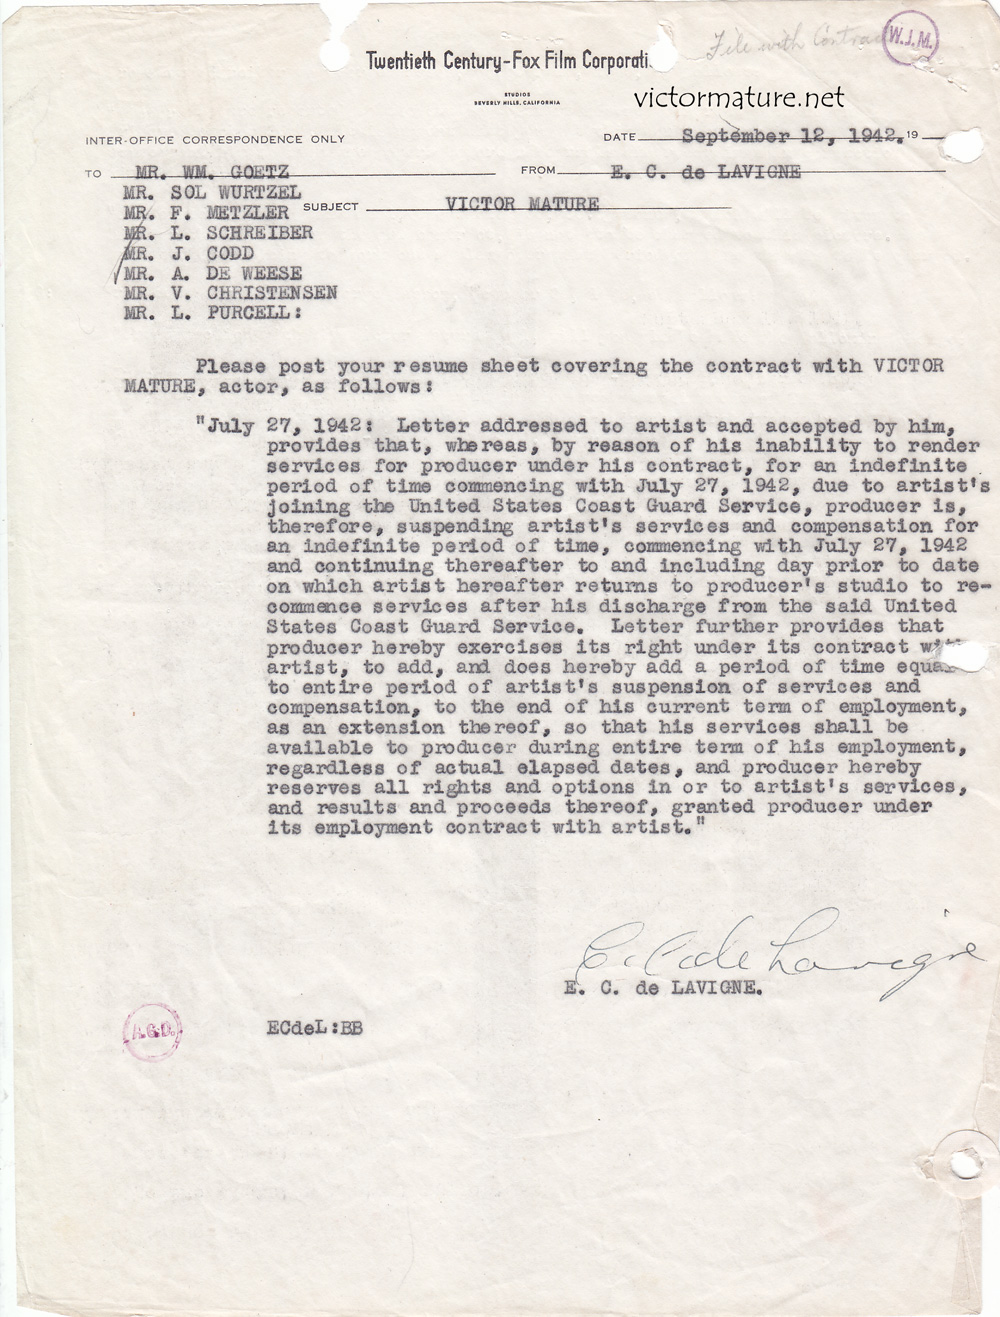 File with Contrac
W.J.M.
Twentieth Century-Fox Film Corporati
STUDIOS
BEVERLY HILLS, CALIFORNIA
victormature.net
INTER-OFFICE CORRESPONDENCE ONLY
DATE September 12, 1942. 19
TO MR. WM. GOETZ FROM E. C. de LAVIGNE
MR. SOL WURTZEL
MR. F. METZLER SUBJECT VICTOR MATURE
MR. L. SCHREIBER
MR. J. CODD
MR. A. DE WEESE
MR. V. CHRISTENSEN
MR. L. PURCELL:
Please post your resume sheet covering the contract with VICTOR
MATURE, actor, as follows:
"July 27, 1942: Letter addressed to artist and accepted by him,
provides that, whereas, by reason of his inability to render
services for producer under his contract, for an indefinite
period of time commencing with July 27, 1942, due to artist's
joining the United States Coast Guard Service, producer is,
therefore, suspending artist's services and compensation for
an indefinite period of time, commencing with July 27, 1942
and continuing thereafter to and including day prior to date
on which artist hereafter returns to producer's studio to re-
commence services after his discharge from the said United
States Coast Guard Service. Letter further provides that
producer hereby exercises its right under its contract with
artist, to add, and does hereby add a period of time equal
to entire period of artist's suspension of services and
compensation, to the end of his current term of employment,
as an extension thereof, so that his services shall be
available to producer during entire term of his employment,
regardless of actual elapsed dates, and producer hereby
reserves all rights and options in or to artist's services,
and results and proceeds thereof, granted producer under
its employment contract with artist."
E. C. de Lavigne
E. C. de LAVIGNE.
A.G.D.
ECdeL:BB